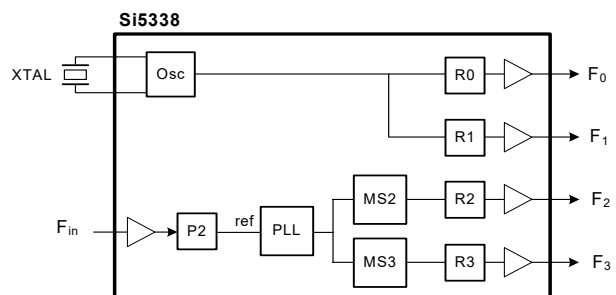 Si5338
XTAL
Osc
R0
F0
R1
F1
MS2
R2
F2
Fin
P2
ref
PLL
MS3
R3
F3